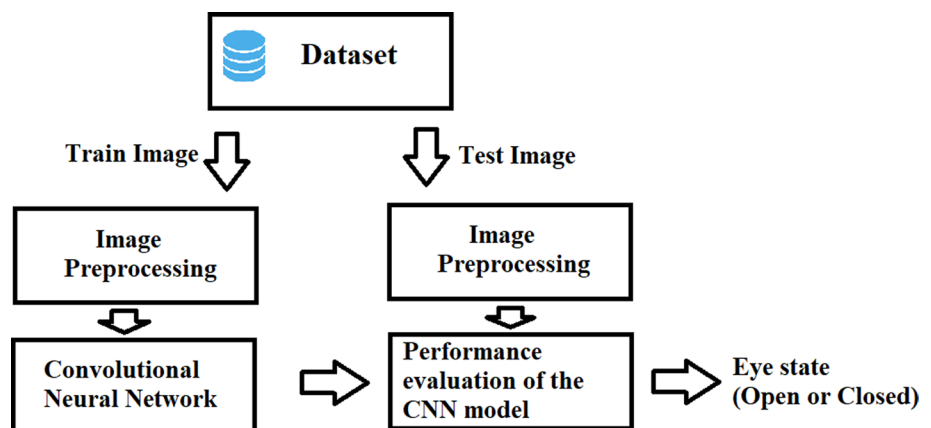 Dataset
Train Image
Test Image
Image
Preprocessing
Image
Preprocessing
Convolutional
Neural Network
Performance
evaluation of the
CNN model
Eye state
(Open or Closed)